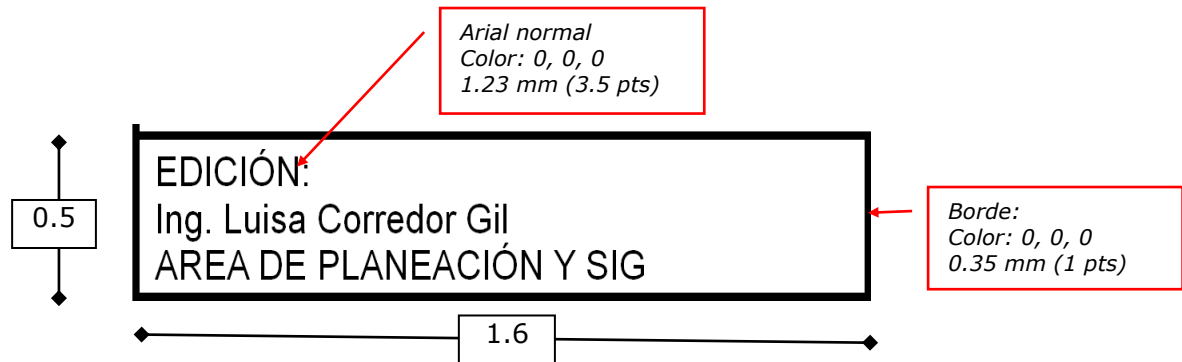 Arial normal
Color: 0, 0, 0
1.23 mm (3.5 pts)
EDICIÓN:
Ing. Luisa Corredor Gil
AREA DE PLANEACIÓN Y SIG
0.5
Borde:
Color: 0, 0, 0
0.35 mm (1 pts)
1.6